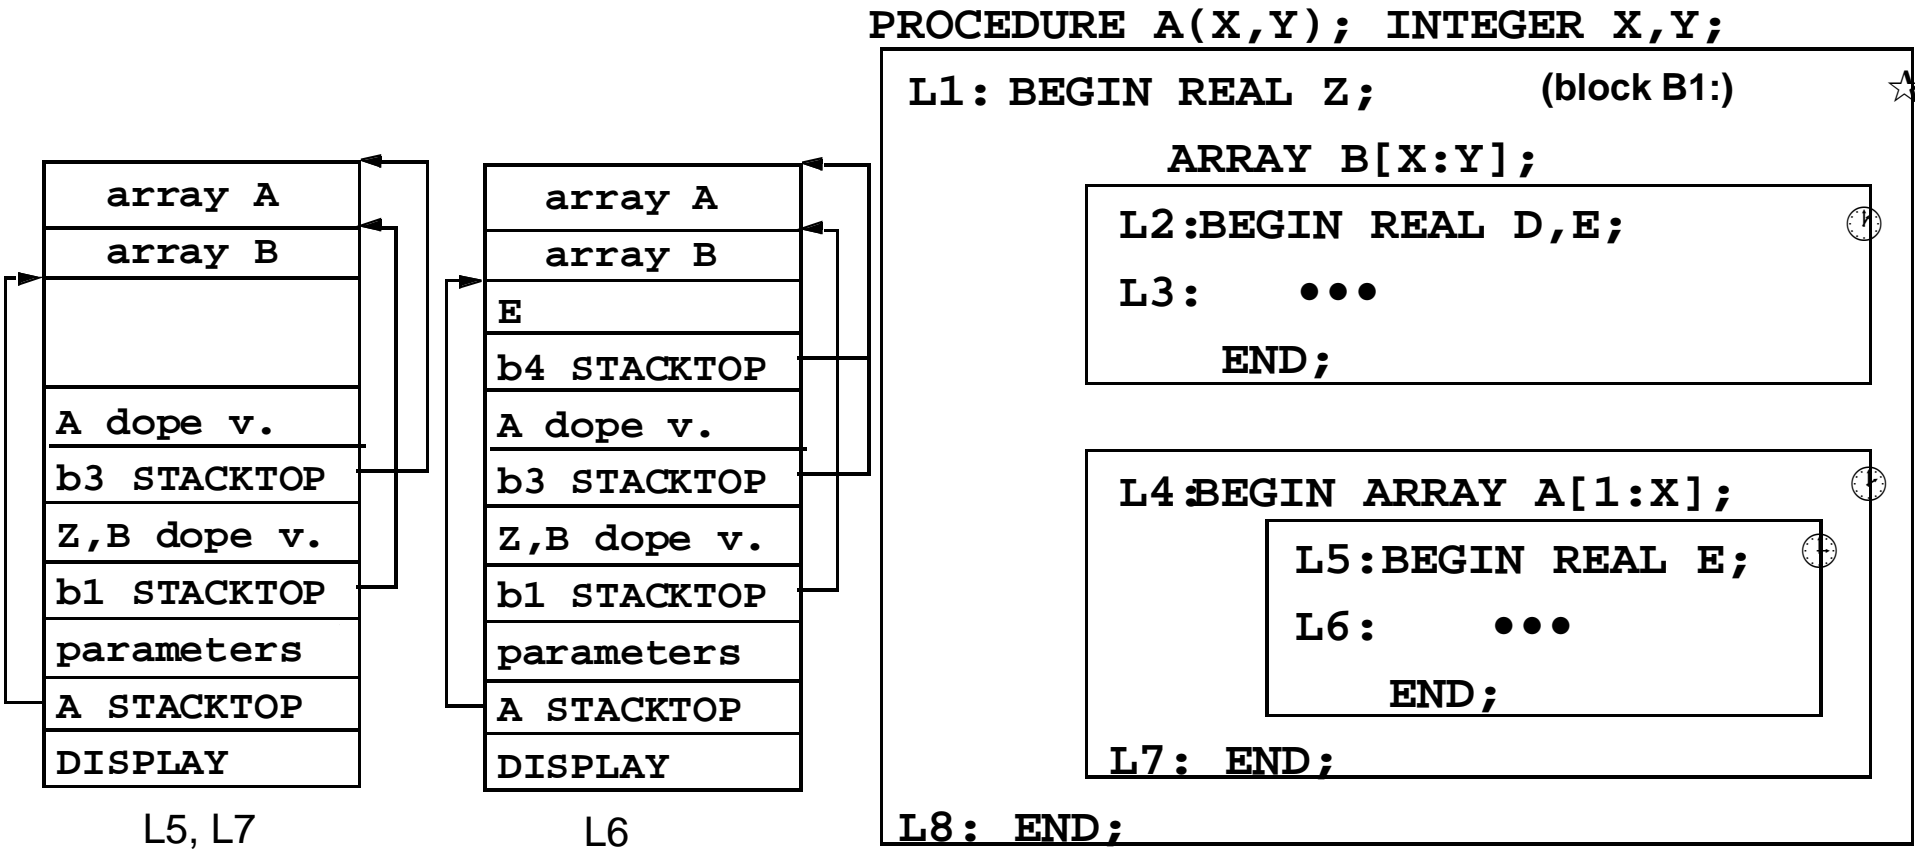 array A
array B
A dope v.
b3 STACKTOP
Z,B dope v.
b1 STACKTOP
parameters
A STACKTOP
DISPLAY
L5, L7
array A
array B
E
b4 STACKTOP
A dope v.
b3 STACKTOP
Z,B dope v.
b1 STACKTOP
parameters
A STACKTOP
DISPLAY
L6
PROCEDURE A(X,Y); INTEGER X,Y;
L1: BEGIN REAL Z; (block B1:)
ARRAY B[X:Y];
L2:BEGIN REAL D,E;
L3: •••
END;
L4:BEGIN ARRAY A[1:X];
L5:BEGIN REAL E;
L6: •••
END;
L7: END;
L8: END;